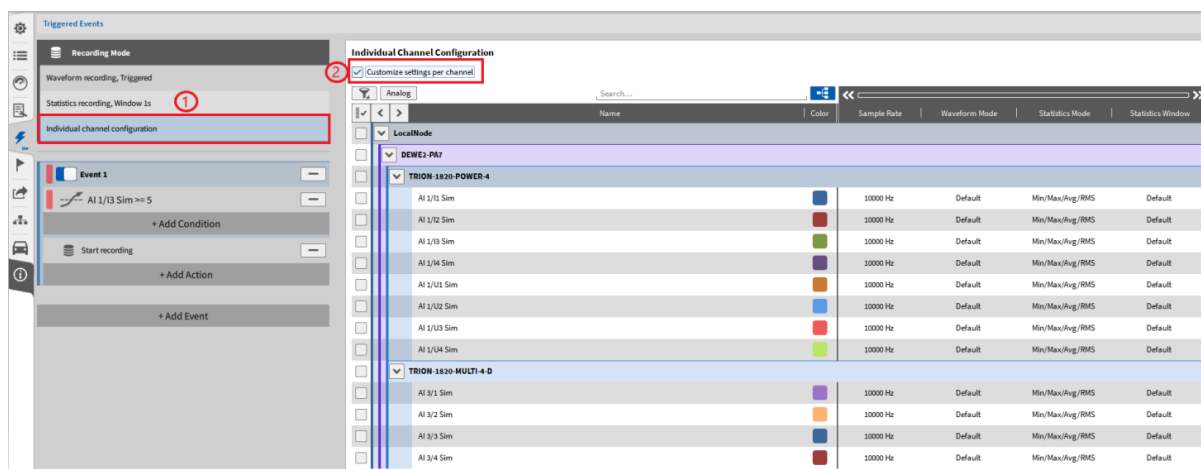 Triggered Events
Recording Mode
Waveform recording, Triggered
Statistics recording, Window 1s
1
Individual channel configuration
Event 1
AI 1/I3 Sim >= 5
+ Add Condition
Start recording
+ Add Action
+ Add Event
Individual Channel Configuration
2
Customize settings per channel
Analog
Search...
Name Color Sample Rate Waveform Mode Statistics Mode Statistics Window
LocalNode
DEWE2-PA7
TRION-1820-POWER-4
AI 1/I1 Sim 10000 Hz Default Min/Max/Avg/RMS Default
AI 1/I2 Sim 10000 Hz Default Min/Max/Avg/RMS Default
AI 1/I3 Sim 10000 Hz Default Min/Max/Avg/RMS Default
AI 1/I4 Sim 10000 Hz Default Min/Max/Avg/RMS Default
AI 1/U1 Sim 10000 Hz Default Min/Max/Avg/RMS Default
AI 1/U2 Sim 10000 Hz Default Min/Max/Avg/RMS Default
AI 1/U3 Sim 10000 Hz Default Min/Max/Avg/RMS Default
AI 1/U4 Sim 10000 Hz Default Min/Max/Avg/RMS Default
TRION-1820-MULTI-4-D
AI 3/1 Sim 10000 Hz Default Min/Max/Avg/RMS Default
AI 3/2 Sim 10000 Hz Default Min/Max/Avg/RMS Default
AI 3/3 Sim 10000 Hz Default Min/Max/Avg/RMS Default
AI 3/4 Sim 10000 Hz Default Min/Max/Avg/RMS Default